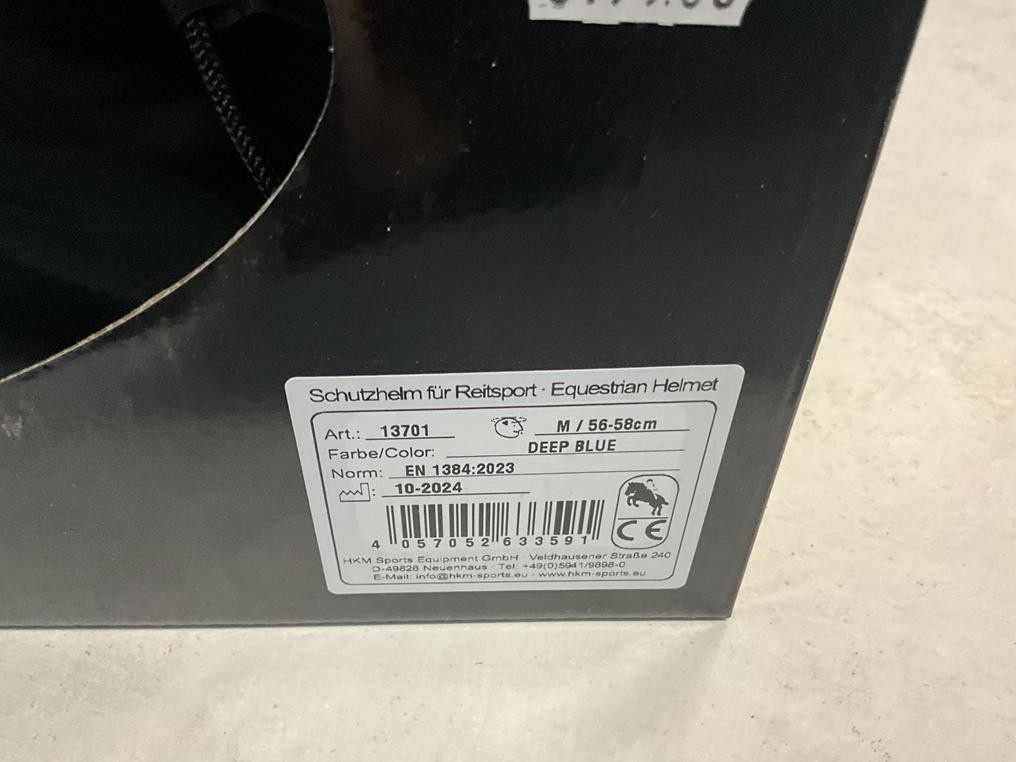 Schutzhelm für Reitsport · Equestrian Helmet
Art.: 13701 M / 56-58cm
Farbe/Color: DEEP BLUE
Norm: EN 1384:2023
: 10-2024
CE
4 057052 633591
HKM Sports Equipment GmbH · Veldhausener Straße 240
D-49828 Neuenhaus · Tel: +49(0)5941/9898-0
E-Mail: info@hkm-sports.eu · www.hkm-sports.eu